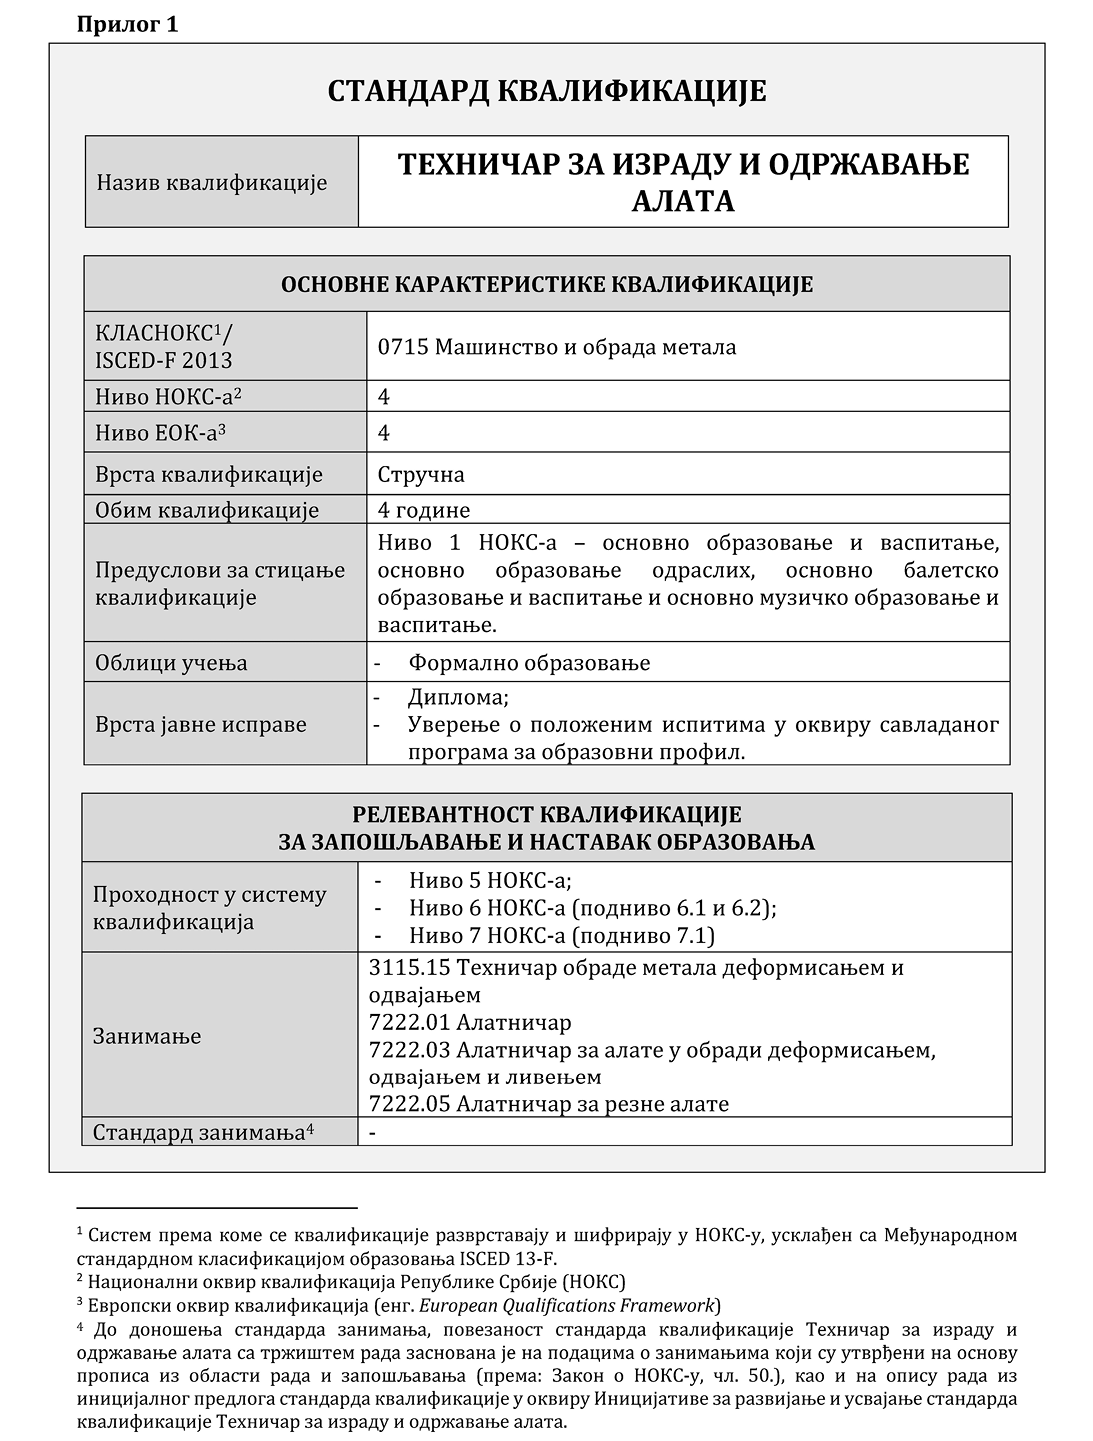 Прилог 1
СТАНДАРД КВАЛИФИКАЦИЈЕ
Назив квалификације
ТЕХНИЧАР ЗА ИЗРАДУ И ОДРЖАВАЊЕ
АЛАТА
ОСНОВНЕ КАРАКТЕРИСТИКЕ КВАЛИФИКАЦИЈЕ
КЛАСНОКС¹/
ISCED-F 2013
0715 Машинство и обрада метала
Ниво НОКС-а²
4
Ниво ЕОК-а³
4
Врста квалификације
Стручна
Обим квалификације
4 године
Предуслови за стицање
квалификације
Ниво 1 НОКС-а – основно образовање и васпитање,
основно образовање одраслих, основно балетско
образовање и васпитање и основно музичко образовање и
васпитање.
Облици учења
- Формално образовање
Врста јавне исправе
- Диплома;
- Уверење о положеним испитима у оквиру савладаног
програма за образовни профил.
РЕЛЕВАНТНОСТ КВАЛИФИКАЦИЈЕ
ЗА ЗАПОШЉАВАЊЕ И НАСТАВАК ОБРАЗОВАЊА
Проходност у систему
квалификација
- Ниво 5 НОКС-а;
- Ниво 6 НОКС-а (подниво 6.1 и 6.2);
- Ниво 7 НОКС-а (подниво 7.1)
Занимање
3115.15 Техничар обраде метала деформисањем и
одвајањем
7222.01 Алатничар
7222.03 Алатничар за алате у обради деформисањем,
одвајањем и ливењем
7222.05 Алатничар за резне алате
Стандард занимања⁴
-
¹ Систем према коме се квалификације разврставају и шифрирају у НОКС-у, усклађен са Међународном
стандардном класификацијом образовања ISCED 13-F.
² Национални оквир квалификација Републике Србије (НОКС)
³ Европски оквир квалификација (енг. European Qualifications Framework)
⁴ До доношења стандарда занимања, повезаност стандарда квалификације Техничар за израду и
одржавање алата са тржиштем рада заснована је на подацима о занимањима који су утврђени на основу
прописа из области рада и запошљавања (према: Закон о НОКС-у, чл. 50.), као и на опису рада из
иницијалног предлога стандарда квалификације у оквиру Иницијативе за развијање и усвајање стандарда
квалификације Техничар за израду и одржавање алата.